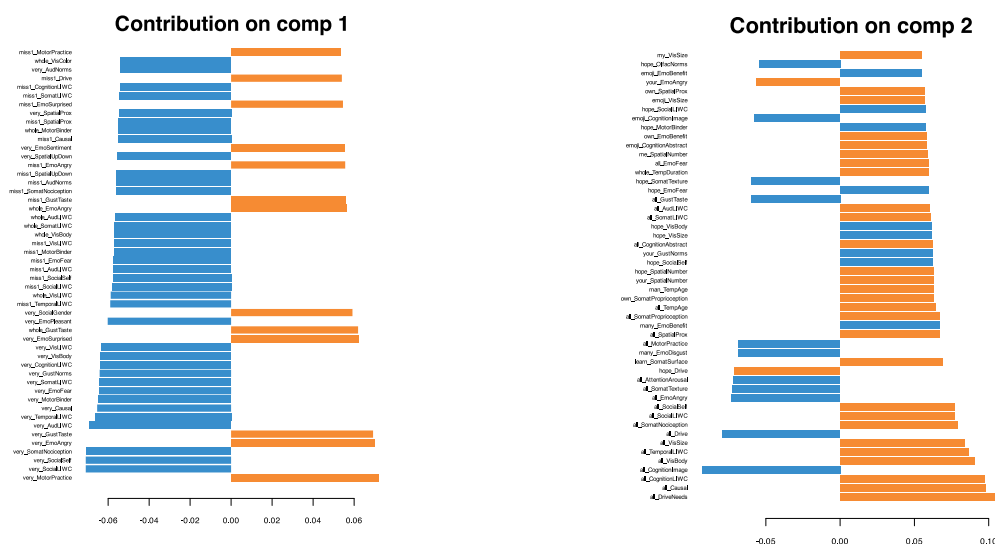 Contribution on comp 1
miss1_MotorPractice
whole_VisColor
very_AudNorms
miss1_Drive
miss1_CognitionLIWC
miss1_SomatLIWC
miss1_EmoSurprised
very_SpatialProx
miss1_SpatialProx
whole_MotorBinder
miss1_Causal
very_EmoSentiment
very_SpatialUpDown
miss1_EmoAngry
miss1_SpatialUpDown
miss1_AudNorms
miss1_SomatNociception
miss1_GustTaste
whole_EmoAngry
whole_AudLIWC
whole_SomatLIWC
whole_VisBody
miss1_VisLIWC
miss1_MotorBinder
miss1_EmoFear
miss1_AudLIWC
miss1_SocialSelf
miss1_SocialLIWC
whole_VisLIWC
miss1_TemporalLIWC
very_SocialGender
very_EmoPleasant
whole_GustTaste
very_EmoSurprised
very_VisLIWC
very_VisBody
very_CognitionLIWC
very_GustNorms
very_SomatLIWC
very_EmoFear
very_MotorBinder
very_Causal
very_TemporalLIWC
very_AudLIWC
very_GustTaste
very_EmoAngry
very_SomatNociception
very_SocialSelf
very_SocialLIWC
very_MotorPractice
-0.06 -0.04 -0.02 0.00 0.02 0.04 0.06
Contribution on comp 2
my_VisSize
hope_OlfacNorms
emoji_EmoBenefit
your_EmoAngry
own_SpatialProx
emoji_VisSize
hope_SocialLIWC
emoji_CognitionImage
hope_MotorBinder
own_EmoBenefit
emoji_CognitionAbstract
me_SpatialNumber
all_EmoFear
whole_TempDuration
hope_SomatTexture
hope_EmoFear
all_GustTaste
all_AudLIWC
all_SomatLIWC
hope_VisBody
hope_VisSize
all_CognitionAbstract
your_GustNorms
hope_SocialSelf
hope_SpatialNumber
your_SpatialNumber
man_TempAge
own_SomatProprioception
all_TempAge
all_SomatProprioception
many_EmoBenefit
all_SpatialProx
all_MotorPractice
many_EmoDisgust
learn_SomatSurface
hope_Drive
all_AttentionArousal
all_SomatTexture
all_EmoAngry
all_SocialSelf
all_SocialLIWC
all_SomatNociception
all_Drive
all_VisSize
all_TemporalLIWC
all_VisBody
all_CognitionImage
all_CognitionLIWC
all_Causal
all_DriveNeeds
-0.05 0.00 0.05 0.10